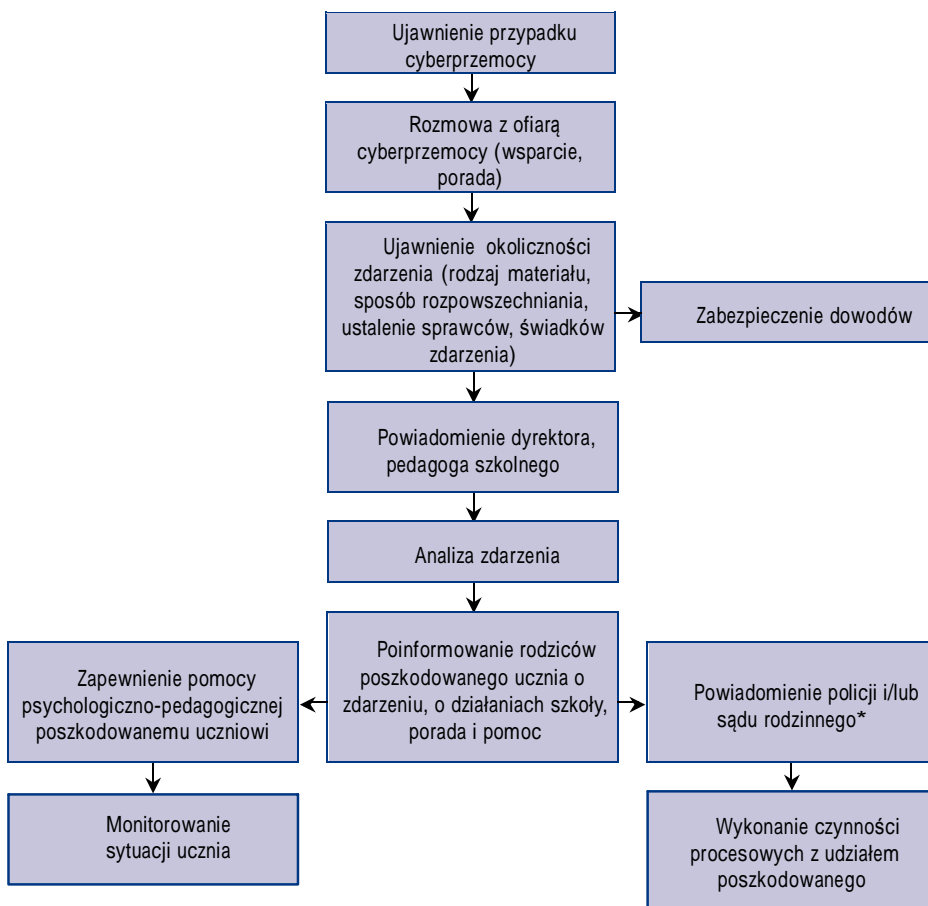 Ujawnienie przypadku
cyberprzemocy
Rozmowa z ofiarą
cyberprzemocy (wsparcie,
porada)
Ujawnienie okoliczności
zdarzenia (rodzaj materiału,
sposób rozpowszechniania,
ustalenie sprawców, świadków
zdarzenia)
Zabezpieczenie dowodów
Powiadomienie dyrektora,
pedagoga szkolnego
Analiza zdarzenia
Poinformowanie rodziców
poszkodowanego ucznia o
zdarzeniu, o działaniach szkoły,
porada i pomoc
Zapewnienie pomocy
psychologiczno-pedagogicznej
poszkodowanemu uczniowi
Powiadomienie policji i/lub
sądu rodzinnego*
Monitorowanie
sytuacji ucznia
Wykonanie czynności
procesowych z udziałem
poszkodowanego